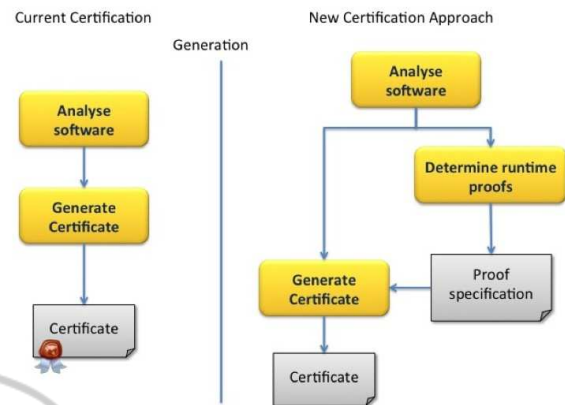 Current Certification
New Certification Approach
Generation
Analyse
software
Generate
Certificate
Certificate
Analyse
software
Determine runtime
proofs
Proof
specification
Generate
Certificate
Certificate